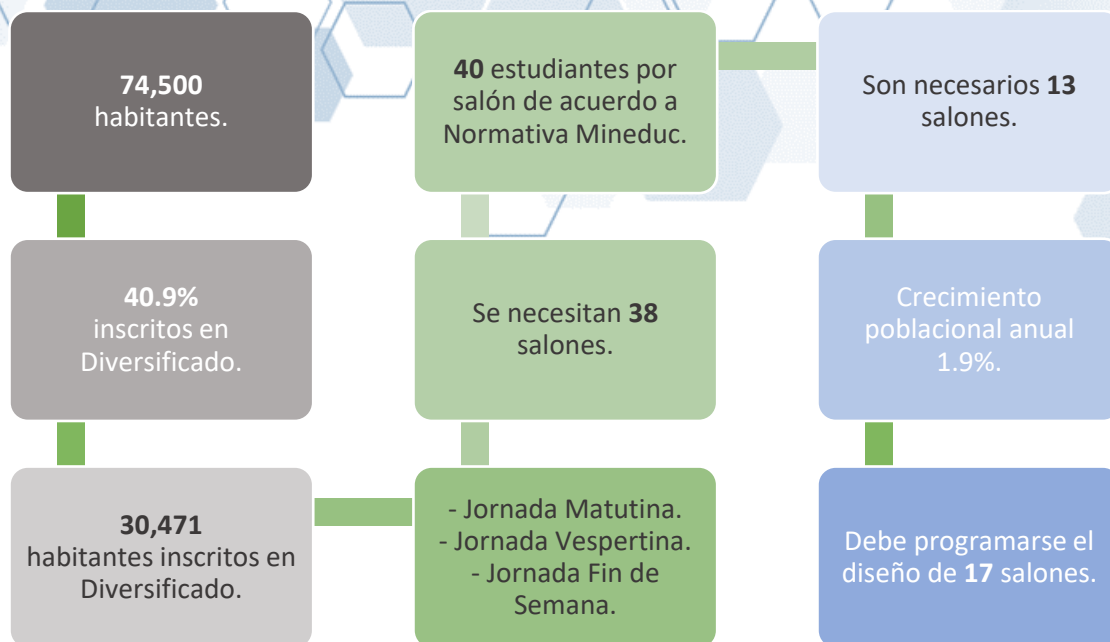 74,500
habitantes.
40.9%
inscritos en
Diversificado.
30,471
habitantes inscritos en
Diversificado.
- Jornada Matutina.
- Jornada Vespertina.
- Jornada Fin de
Semana.
Se necesitan 38
salones.
40 estudiantes por
salón de acuerdo a
Normativa Mineduc.
Son necesarios 13
salones.
Crecimiento
poblacional anual
1.9%.
Debe programarse el
diseño de 17 salones.